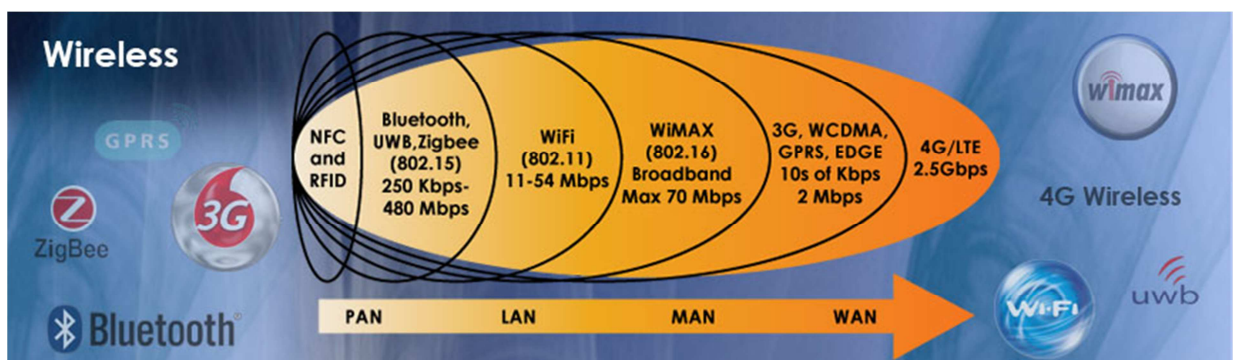 Wireless
GPRS
3G
ZigBee
Bluetooth®
NFC
and
RFID
Bluetooth,
UWB,Zigbee
(802.15)
250 Kbps-
480 Mbps
WiFi
(802.11)
11-54 Mbps
WiMAX
(802.16)
Broadband
Max 70 Mbps
3G, WCDMA,
GPRS, EDGE
10s of Kbps
2 Mbps
4G/LTE
2.5Gbps
PAN LAN MAN WAN
wimax
4G Wireless
Wi-Fi
uwb